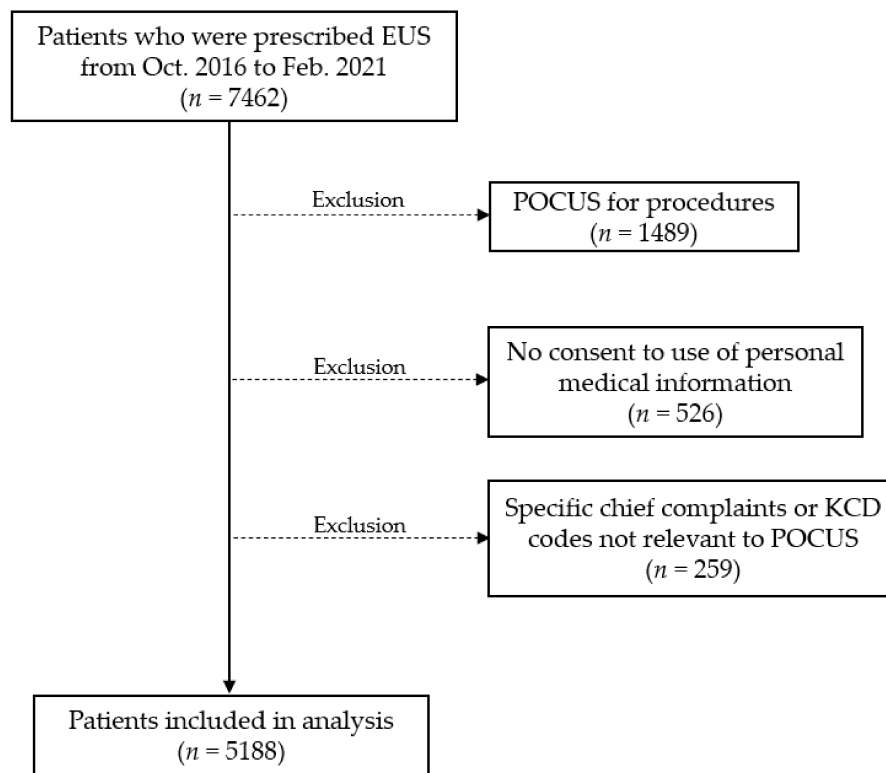 Patients who were prescribed EUS
from Oct. 2016 to Feb. 2021
(n = 7462)
Exclusion
POCUS for procedures
(n = 1489)
Exclusion
No consent to use of personal
medical information
(n = 526)
Exclusion
Specific chief complaints or KCD
codes not relevant to POCUS
(n = 259)
Patients included in analysis
(n = 5188)